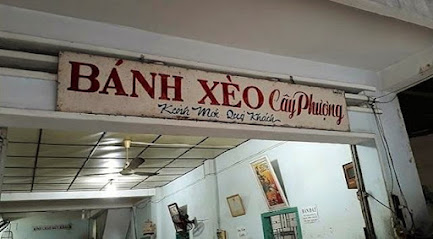 BÁNH XÈO Cây Phượng
Kính Mời Quý Khách